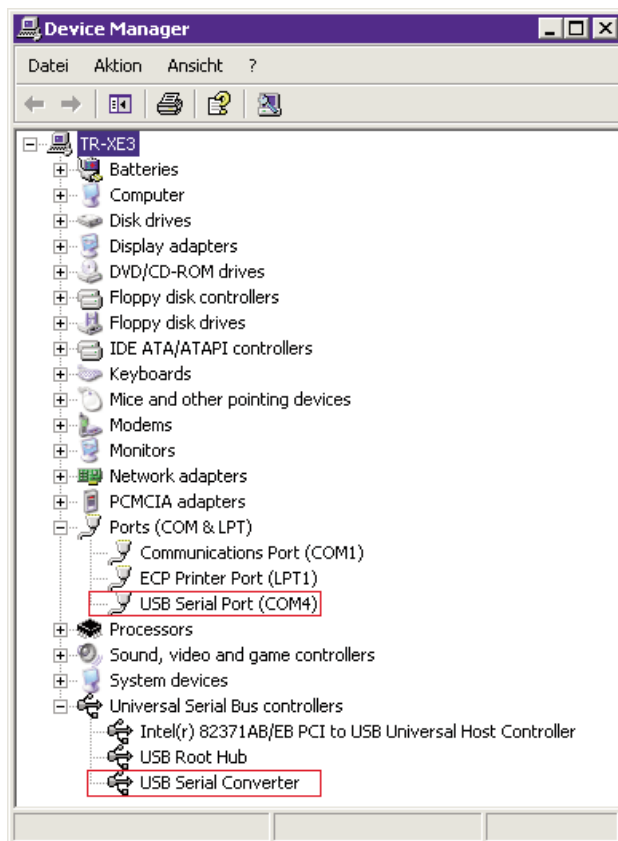 Device Manager
Datei Aktion Ansicht ?
TR-XE3
Batteries
Computer
Disk drives
Display adapters
DVD/CD-ROM drives
Floppy disk controllers
Floppy disk drives
IDE ATA/ATAPI controllers
Keyboards
Mice and other pointing devices
Modems
Monitors
Network adapters
PCMCIA adapters
Ports (COM & LPT)
Communications Port (COM1)
ECP Printer Port (LPT1)
USB Serial Port (COM4)
Processors
Sound, video and game controllers
System devices
Universal Serial Bus controllers
Intel(r) 82371AB/EB PCI to USB Universal Host Controller
USB Root Hub
USB Serial Converter